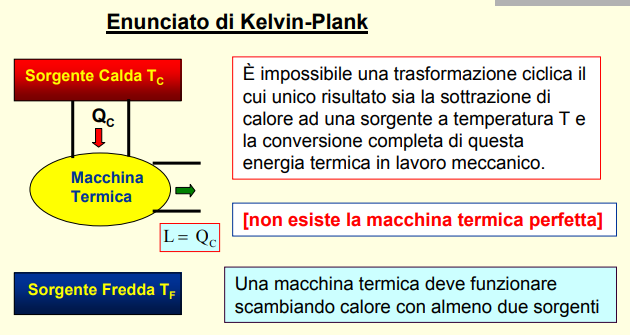 Enunciato di Kelvin-Plank
Sorgente Calda TC
QC
Macchina
Termica
L = QC
Sorgente Fredda TF
È impossibile una trasformazione ciclica il
cui unico risultato sia la sottrazione di
calore ad una sorgente a temperatura T e
la conversione completa di questa
energia termica in lavoro meccanico.
[non esiste la macchina termica perfetta]
Una macchina termica deve funzionare
scambiando calore con almeno due sorgenti